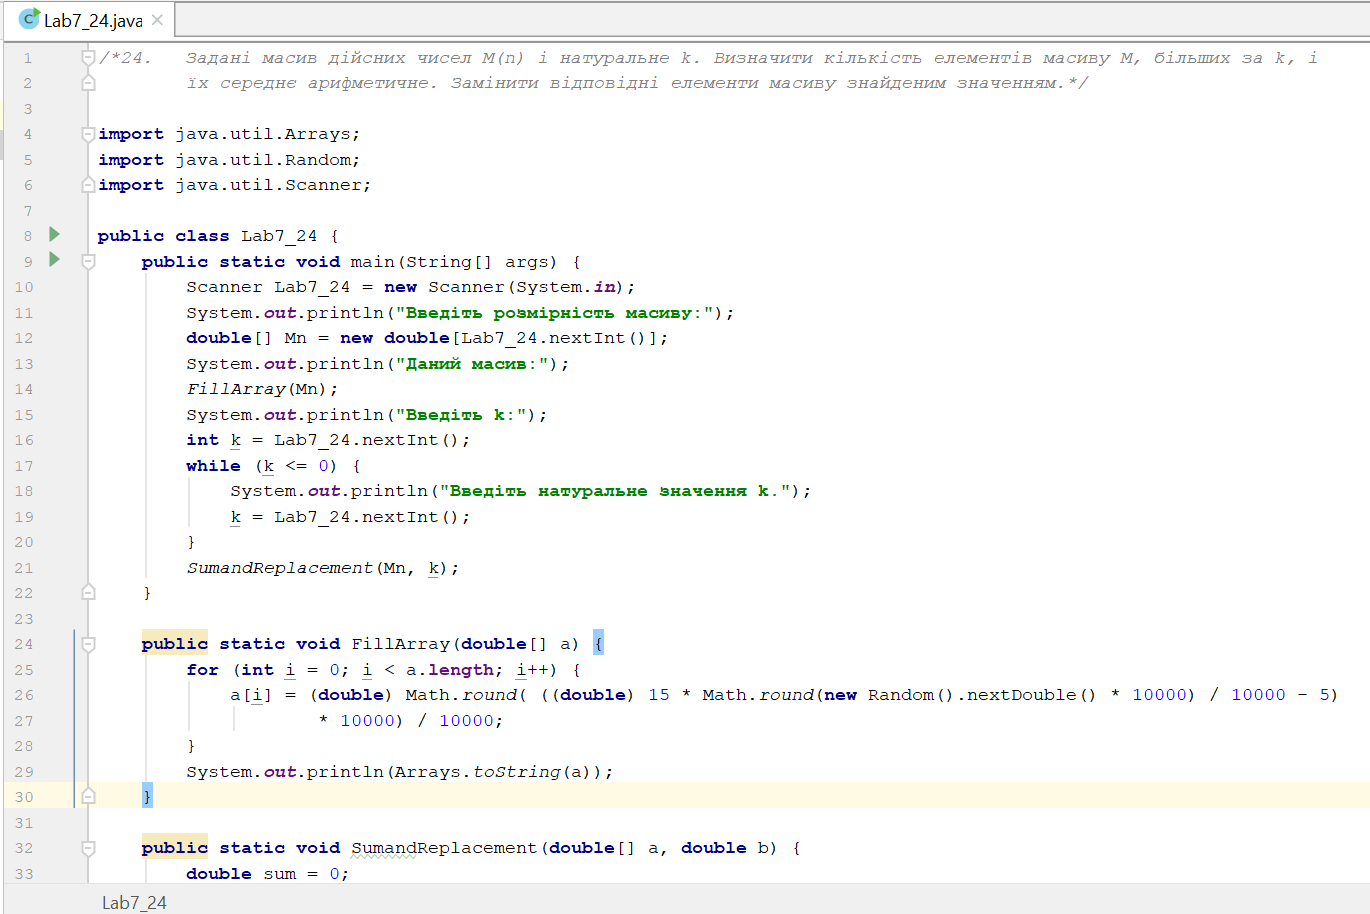 Lab7_24.java
1 /*24. Задані масив дійсних чисел M(n) і натуральне k. Визначити кількість елементів масиву M, більших за k, і
2 їх середнє арифметичне. Замінити відповідні елементи масиву знайденим значенням.*/
3
4 import java.util.Arrays;
5 import java.util.Random;
6 import java.util.Scanner;
7
8 public class Lab7_24 {
9 public static void main(String[] args) {
10 Scanner Lab7_24 = new Scanner(System.in);
11 System.out.println("Введіть розмірність масиву:");
12 double[] Mn = new double[Lab7_24.nextInt()];
13 System.out.println("Даний масив:");
14 FillArray(Mn);
15 System.out.println("Введіть k:");
16 int k = Lab7_24.nextInt();
17 while (k <= 0) {
18 System.out.println("Введіть натуральне значення k.");
19 k = Lab7_24.nextInt();
20 }
21 SumandReplacement(Mn, k);
22 }
23
24 public static void FillArray(double[] a) {
25 for (int i = 0; i < a.length; i++) {
26 a[i] = (double) Math.round( ((double) 15 * Math.round(new Random().nextDouble() * 10000) / 10000 - 5)
27 * 10000) / 10000;
28 }
29 System.out.println(Arrays.toString(a));
30 }
31
32 public static void SumandReplacement(double[] a, double b) {
33 double sum = 0;
Lab7_24